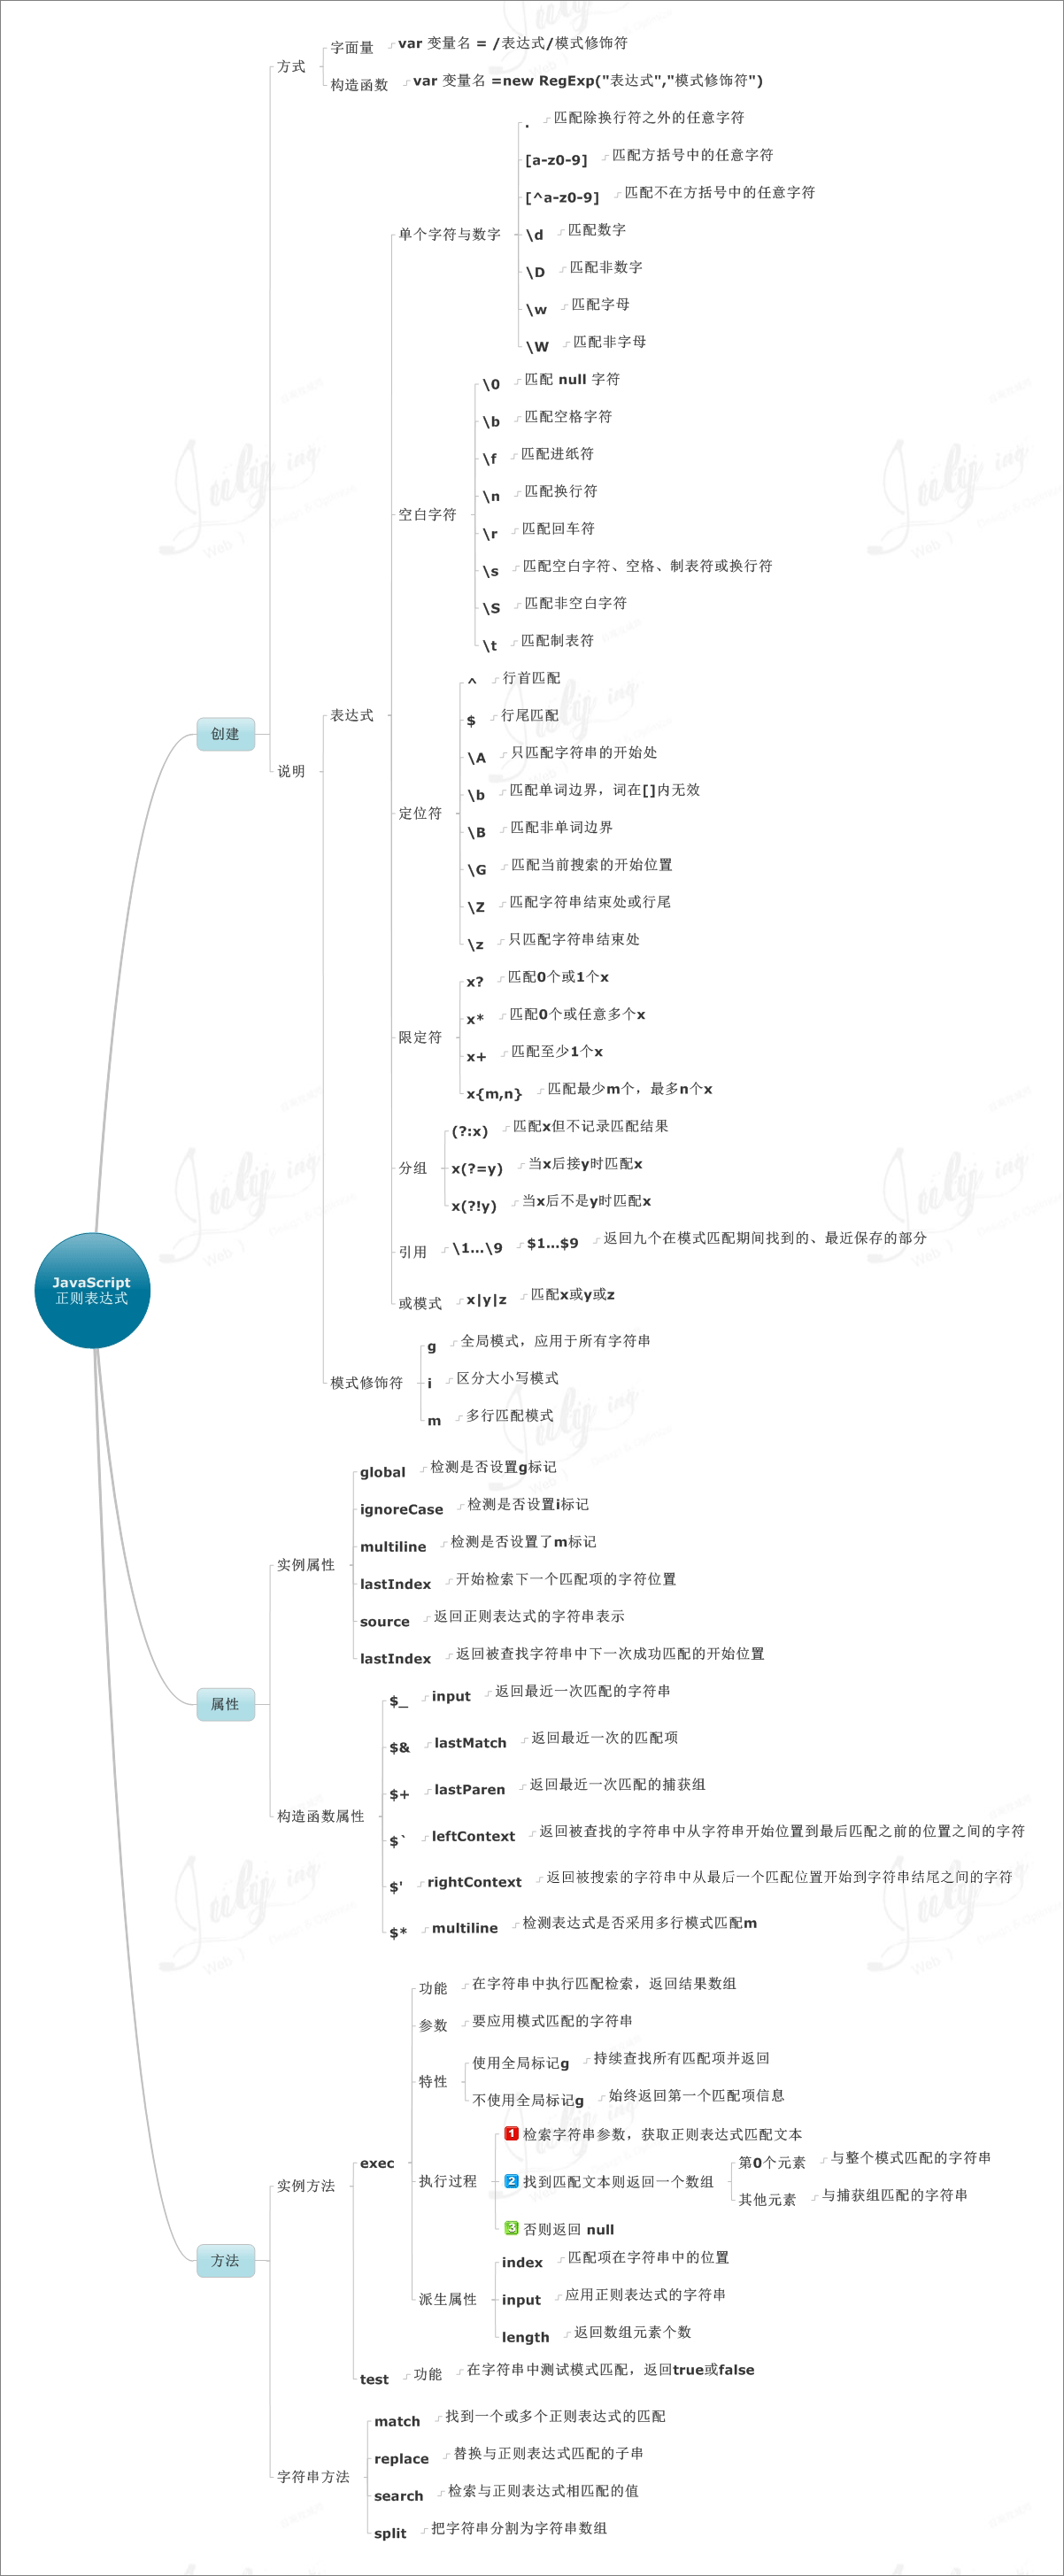 JavaScript
正则表达式
创建
方式
字面量
var 变量名 = /表达式/模式修饰符
构造函数
var 变量名 =new RegExp("表达式","模式修饰符")
说明
表达式
单个字符与数字
. 匹配除换行符之外的任意字符
[a-z0-9] 匹配方括号中的任意字符
[^a-z0-9] 匹配不在方括号中的任意字符
\d 匹配数字
\D 匹配非数字
\w 匹配字母
\W 匹配非字母
空白字符
\0 匹配 null 字符
\b 匹配空格字符
\f 匹配进纸符
\n 匹配换行符
\r 匹配回车符
\s 匹配空白字符、空格、制表符或换行符
\S 匹配非空白字符
\t 匹配制表符
定位符
^ 行首匹配
$ 行尾匹配
\A 只匹配字符串的开始处
\b 匹配单词边界，词在[]内无效
\B 匹配非单词边界
\G 匹配当前搜索的开始位置
\Z 匹配字符串结束处或行尾
\z 只匹配字符串结束处
限定符
x? 匹配0个或1个x
x* 匹配0个或任意多个x
x+ 匹配至少1个x
x{m,n} 匹配最少m个，最多n个x
分组
(?:x) 匹配x但不记录匹配结果
x(?=y) 当x后接y时匹配x
x(?!y) 当x后不是y时匹配x
引用
\1...\9 $1...$9 返回九个在模式匹配期间找到的、最近保存的部分
或模式
x|y|z 匹配x或y或z
模式修饰符
g 全局模式，应用于所有字符串
i 区分大小写模式
m 多行匹配模式
属性
实例属性
global 检测是否设置g标记
ignoreCase 检测是否设置i标记
multiline 检测是否设置了m标记
lastIndex 开始检索下一个匹配项的字符位置
source 返回正则表达式的字符串表示
lastIndex 返回被查找字符串中下一次成功匹配的开始位置
构造函数属性
$_ input 返回最近一次匹配的字符串
$& lastMatch 返回最近一次的匹配项
$+ lastParen 返回最近一次匹配的捕获组
$` leftContext 返回被查找的字符串中从字符串开始位置到最后匹配之前的位置之间的字符
$' rightContext 返回被搜索的字符串中从最后一个匹配位置开始到字符串结尾之间的字符
$* multiline 检测表达式是否采用多行模式匹配m
方法
实例方法
exec
功能 在字符串中执行匹配检索，返回结果数组
参数 要应用模式匹配的字符串
特性
使用全局标记g 持续查找所有匹配项并返回
不使用全局标记g 始终返回第一个匹配项信息
执行过程
1 检索字符串参数，获取正则表达式匹配文本
2 找到匹配文本则返回一个数组
第0个元素 与整个模式匹配的字符串
其他元素 与捕获组匹配的字符串
3 否则返回 null
派生属性
index 匹配项在字符串中的位置
input 应用正则表达式的字符串
length 返回数组元素个数
test 功能 在字符串中测试模式匹配，返回true或false
字符串方法
match 找到一个或多个正则表达式的匹配
replace 替换与正则表达式匹配的子串
search 检索与正则表达式相匹配的值
split 把字符串分割为字符串数组